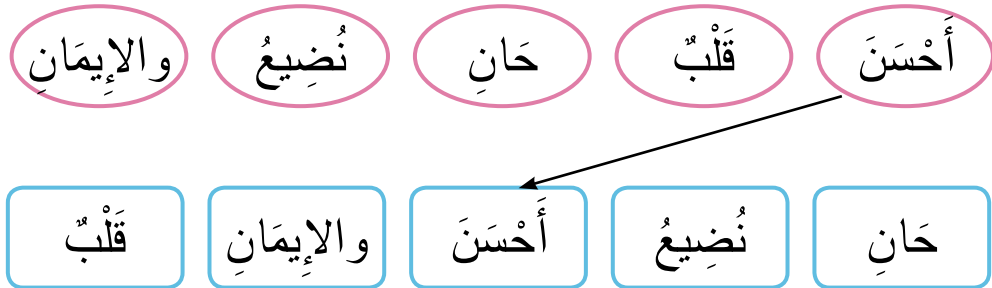 أَحْسَنَ قَلْبٌ حَانِ نُضِيعُ والإِيمَانِ
حَانِ نُضِيعُ أَحْسَنَ والإِيمَانِ قَلْبٌ